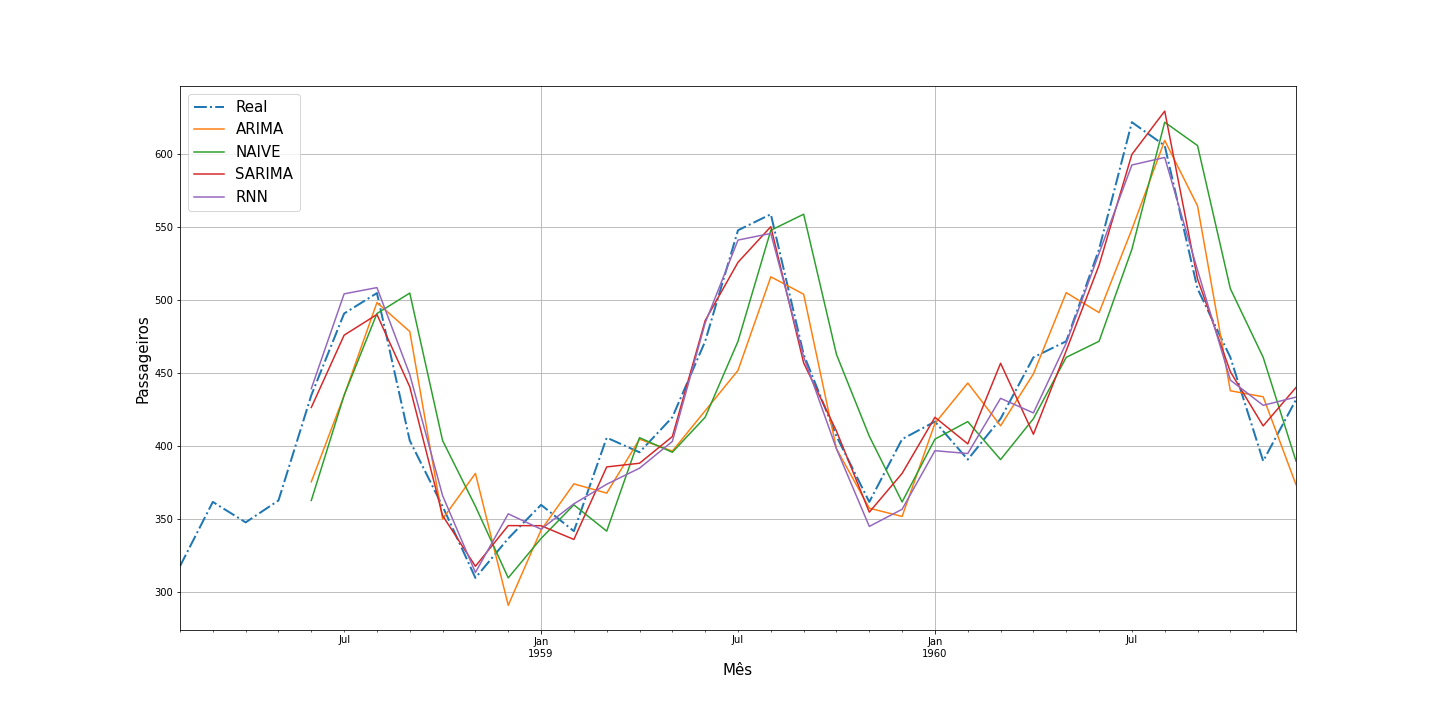 Real
ARIMA
NAIVE
SARIMA
RNN
600
550
500
450
400
350
300
Passageiros
Jul
Jan
1959
Jul
Jan
1960
Jul
Mês